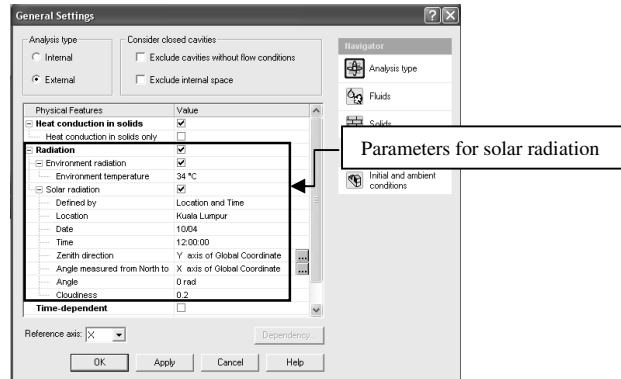 General Settings
Analysis type
Internal
External
Consider closed cavities
Exclude cavities without flow conditions
Exclude internal space
Physical Features Value
Heat conduction in solids
Heat conduction in solids only
Radiation
Environment radiation
Environment temperature 34 °C
Solar radiation
Defined by Location and Time
Location Kuala Lumpur
Date 10/04
Time 12:00:00
Zenith direction Y axis of Global Coordinate ...
Angle measured from North to X axis of Global Coordinate ...
Angle 0 rad
Cloudiness 0.2
Time-dependent
Reference axis: X
Dependency...
OK Apply Cancel Help
Navigator
Analysis type
Fluids
Solids
Initial and ambient
conditions
Parameters for solar radiation